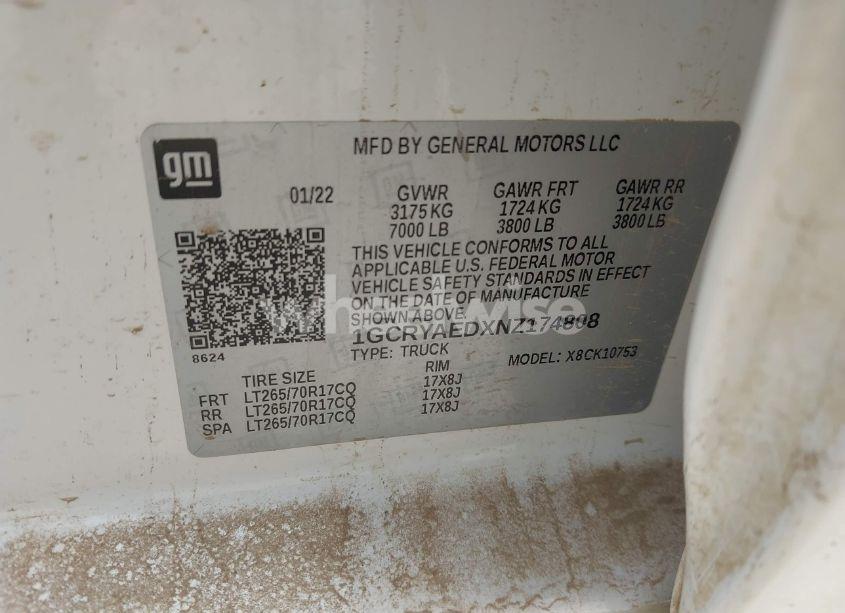 gm
MFD BY GENERAL MOTORS LLC
01/22 GVWR GAWR FRT GAWR RR
3175 KG 1724 KG 1724 KG
7000 LB 3800 LB 3800 LB
THIS VEHICLE CONFORMS TO ALL
APPLICABLE U.S. FEDERAL MOTOR
VEHICLE SAFETY STANDARDS IN EFFECT
ON THE DATE OF MANUFACTURE
SHOWN ABOVE.
1GCRYAEDXNZ174808
8624
TYPE: TRUCK MODEL: X8CK10753
TIRE SIZE RIM
FRT LT265/70R17CQ 17X8J
RR LT265/70R17CQ 17X8J
SPA LT265/70R17CQ 17X8J